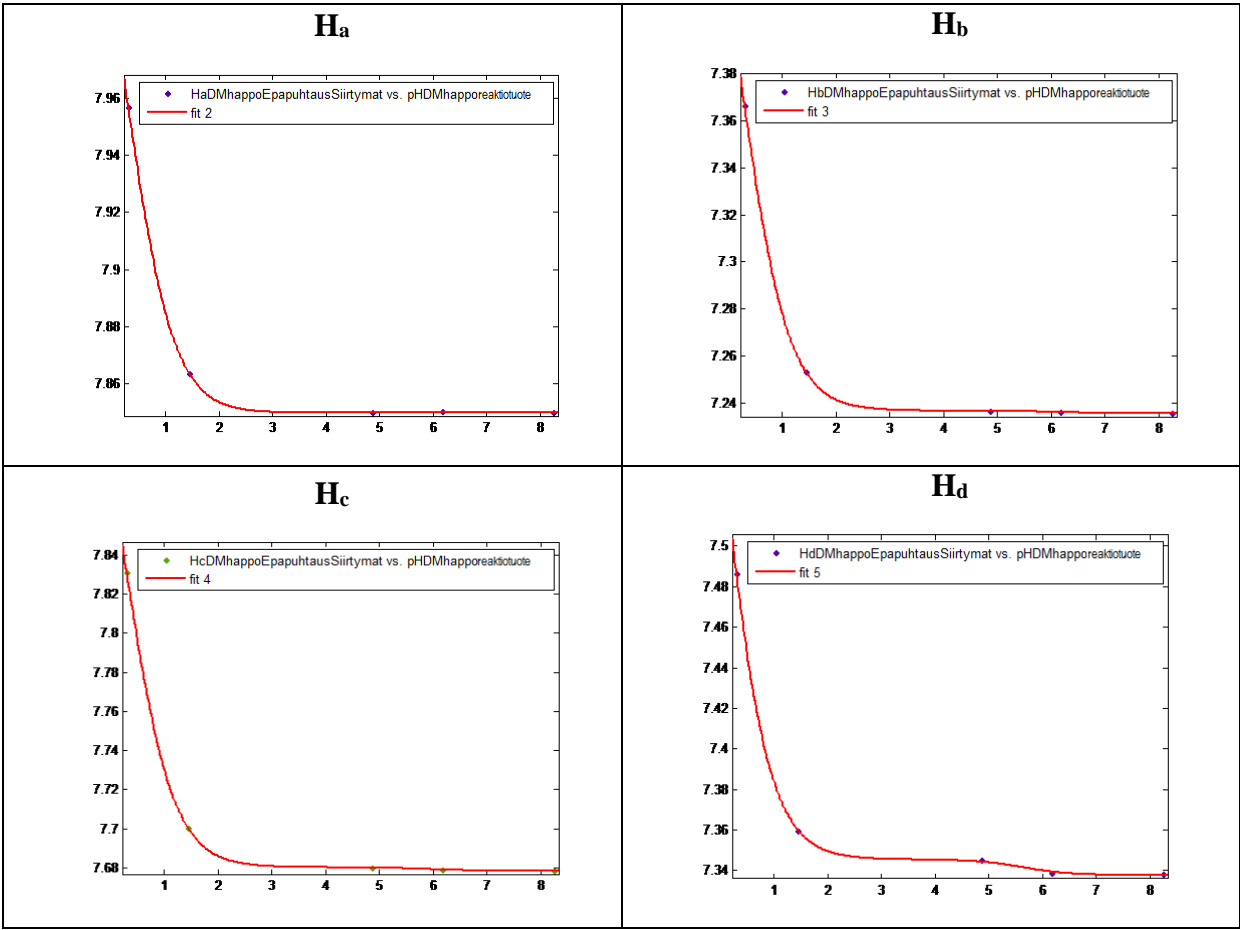 Ha
7.96
7.94
7.92
7.9
7.88
7.86
HaDMhappoEpapuhtausSiirtymat vs. pHDMhapporeaktiotuote
fit 2
1 2 3 4 5 6 7 8
Hb
7.38
7.36
7.34
7.32
7.3
7.28
7.26
7.24
HbDMhappoEpapuhtausSiirtymat vs. pHDMhapporeaktiotuote
fit 3
1 2 3 4 5 6 7 8
Hc
7.84
7.82
7.8
7.78
7.76
7.74
7.72
7.7
7.68
HcDMhappoEpapuhtausSiirtymat vs. pHDMhapporeaktiotuote
fit 4
1 2 3 4 5 6 7 8
Hd
7.5
7.48
7.46
7.44
7.42
7.4
7.38
7.36
7.34
HdDMhappoEpapuhtausSiirtymat vs. pHDMhapporeaktiotuote
fit 5
1 2 3 4 5 6 7 8